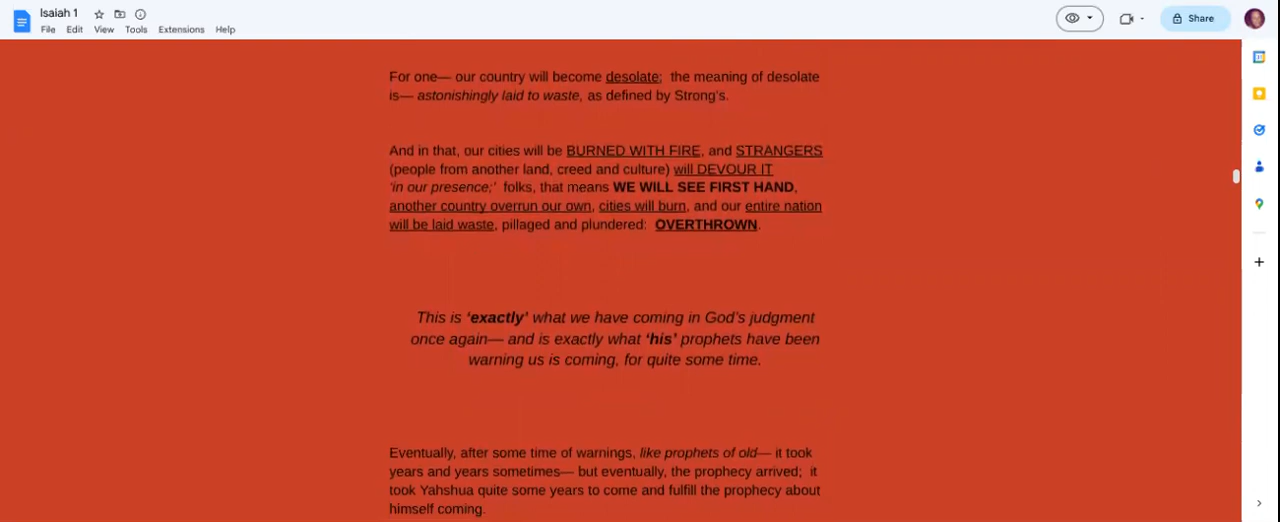 Isaiah 1
File Edit View Tools Extensions Help
Share
For one— our country will become desolate;  the meaning of desolate
is— astonishingly laid to waste, as defined by Strong's.
And in that, our cities will be BURNED WITH FIRE, and STRANGERS
(people from another land, creed and culture) will DEVOUR IT
'in our presence;'  folks, that means WE WILL SEE FIRST HAND,
another country overrun our own, cities will burn, and our entire nation
will be laid waste, pillaged and plundered:  OVERTHROWN.
This is 'exactly' what we have coming in God's judgment
once again— and is exactly what 'his' prophets have been
warning us is coming, for quite some time.
Eventually, after some time of warnings, like prophets of old— it took
years and years sometimes— but eventually, the prophecy arrived;  it
took Yahshua quite some years to come and fulfill the prophecy about
himself coming.